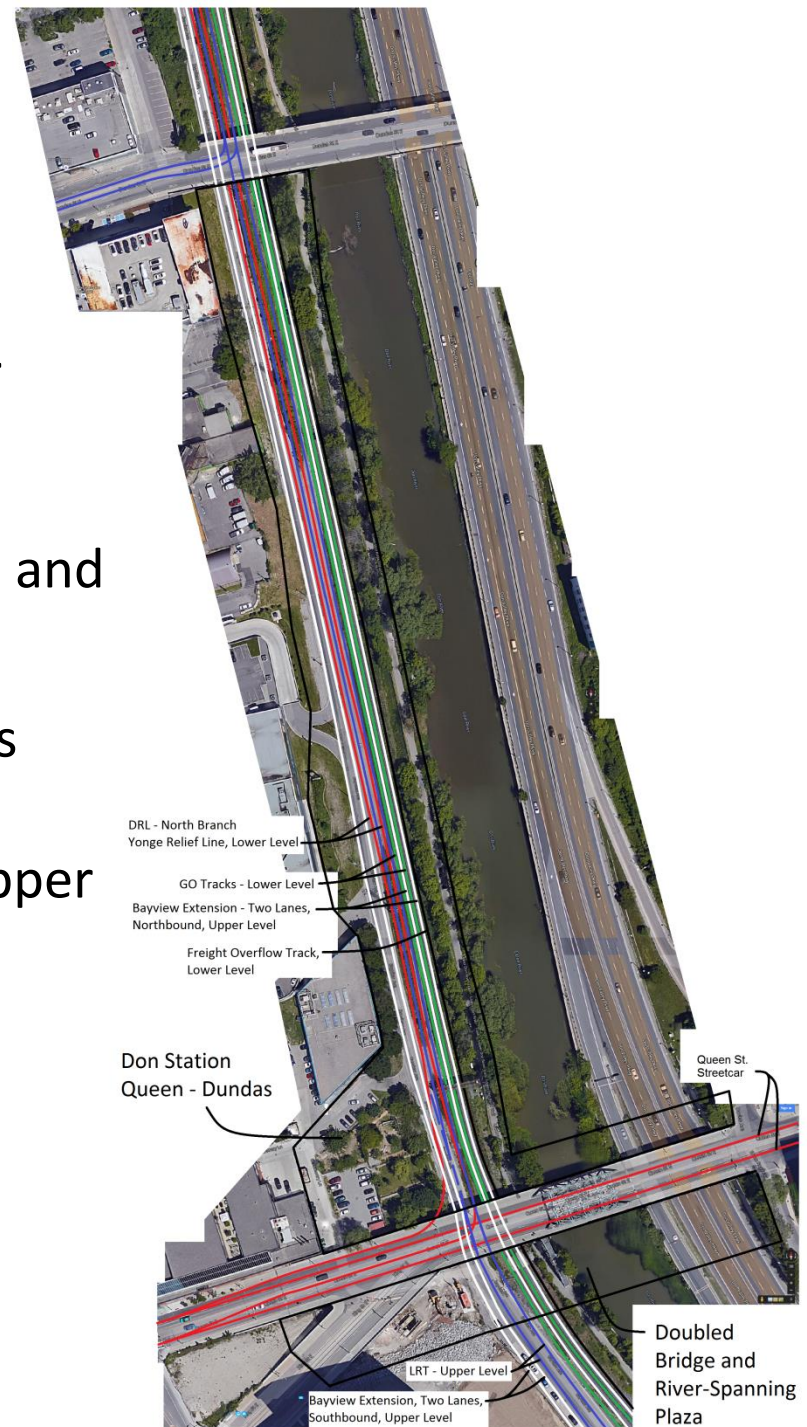 and
s
pper
DRL - North Branch
Yonge Relief Line, Lower Level
GO Tracks - Lower Level
Bayview Extension - Two Lanes,
Northbound, Upper Level
Freight Overflow Track,
Lower Level
Don Station
Queen - Dundas
Queen St.
Streetcar
Doubled
Bridge and
River-Spanning
Plaza
LRT - Upper Level
Bayview Extension, Two Lanes,
Southbound, Upper Level